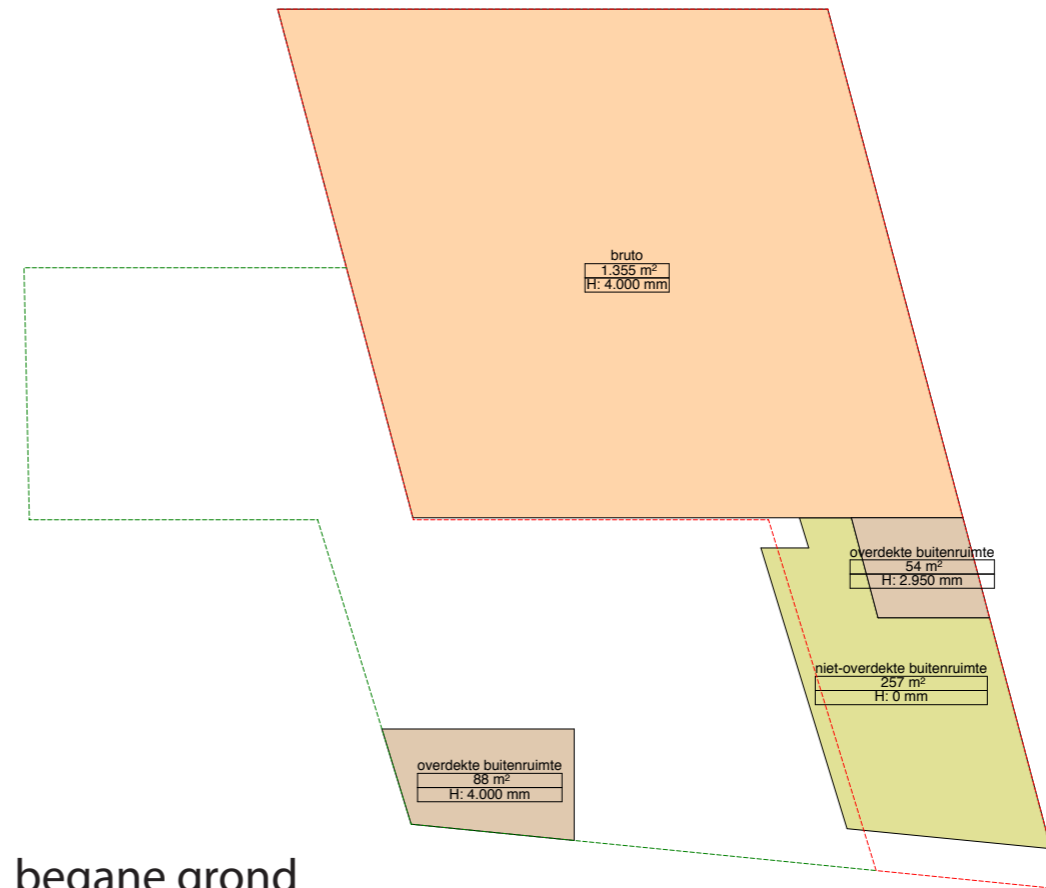 bruto
1.355 m²
H: 4.000 mm
overdekte buitenruimte
54 m²
H: 2.950 mm
niet-overdekte buitenruimte
257 m²
H: 0 mm
overdekte buitenruimte
88 m²
H: 4.000 mm
begane grond